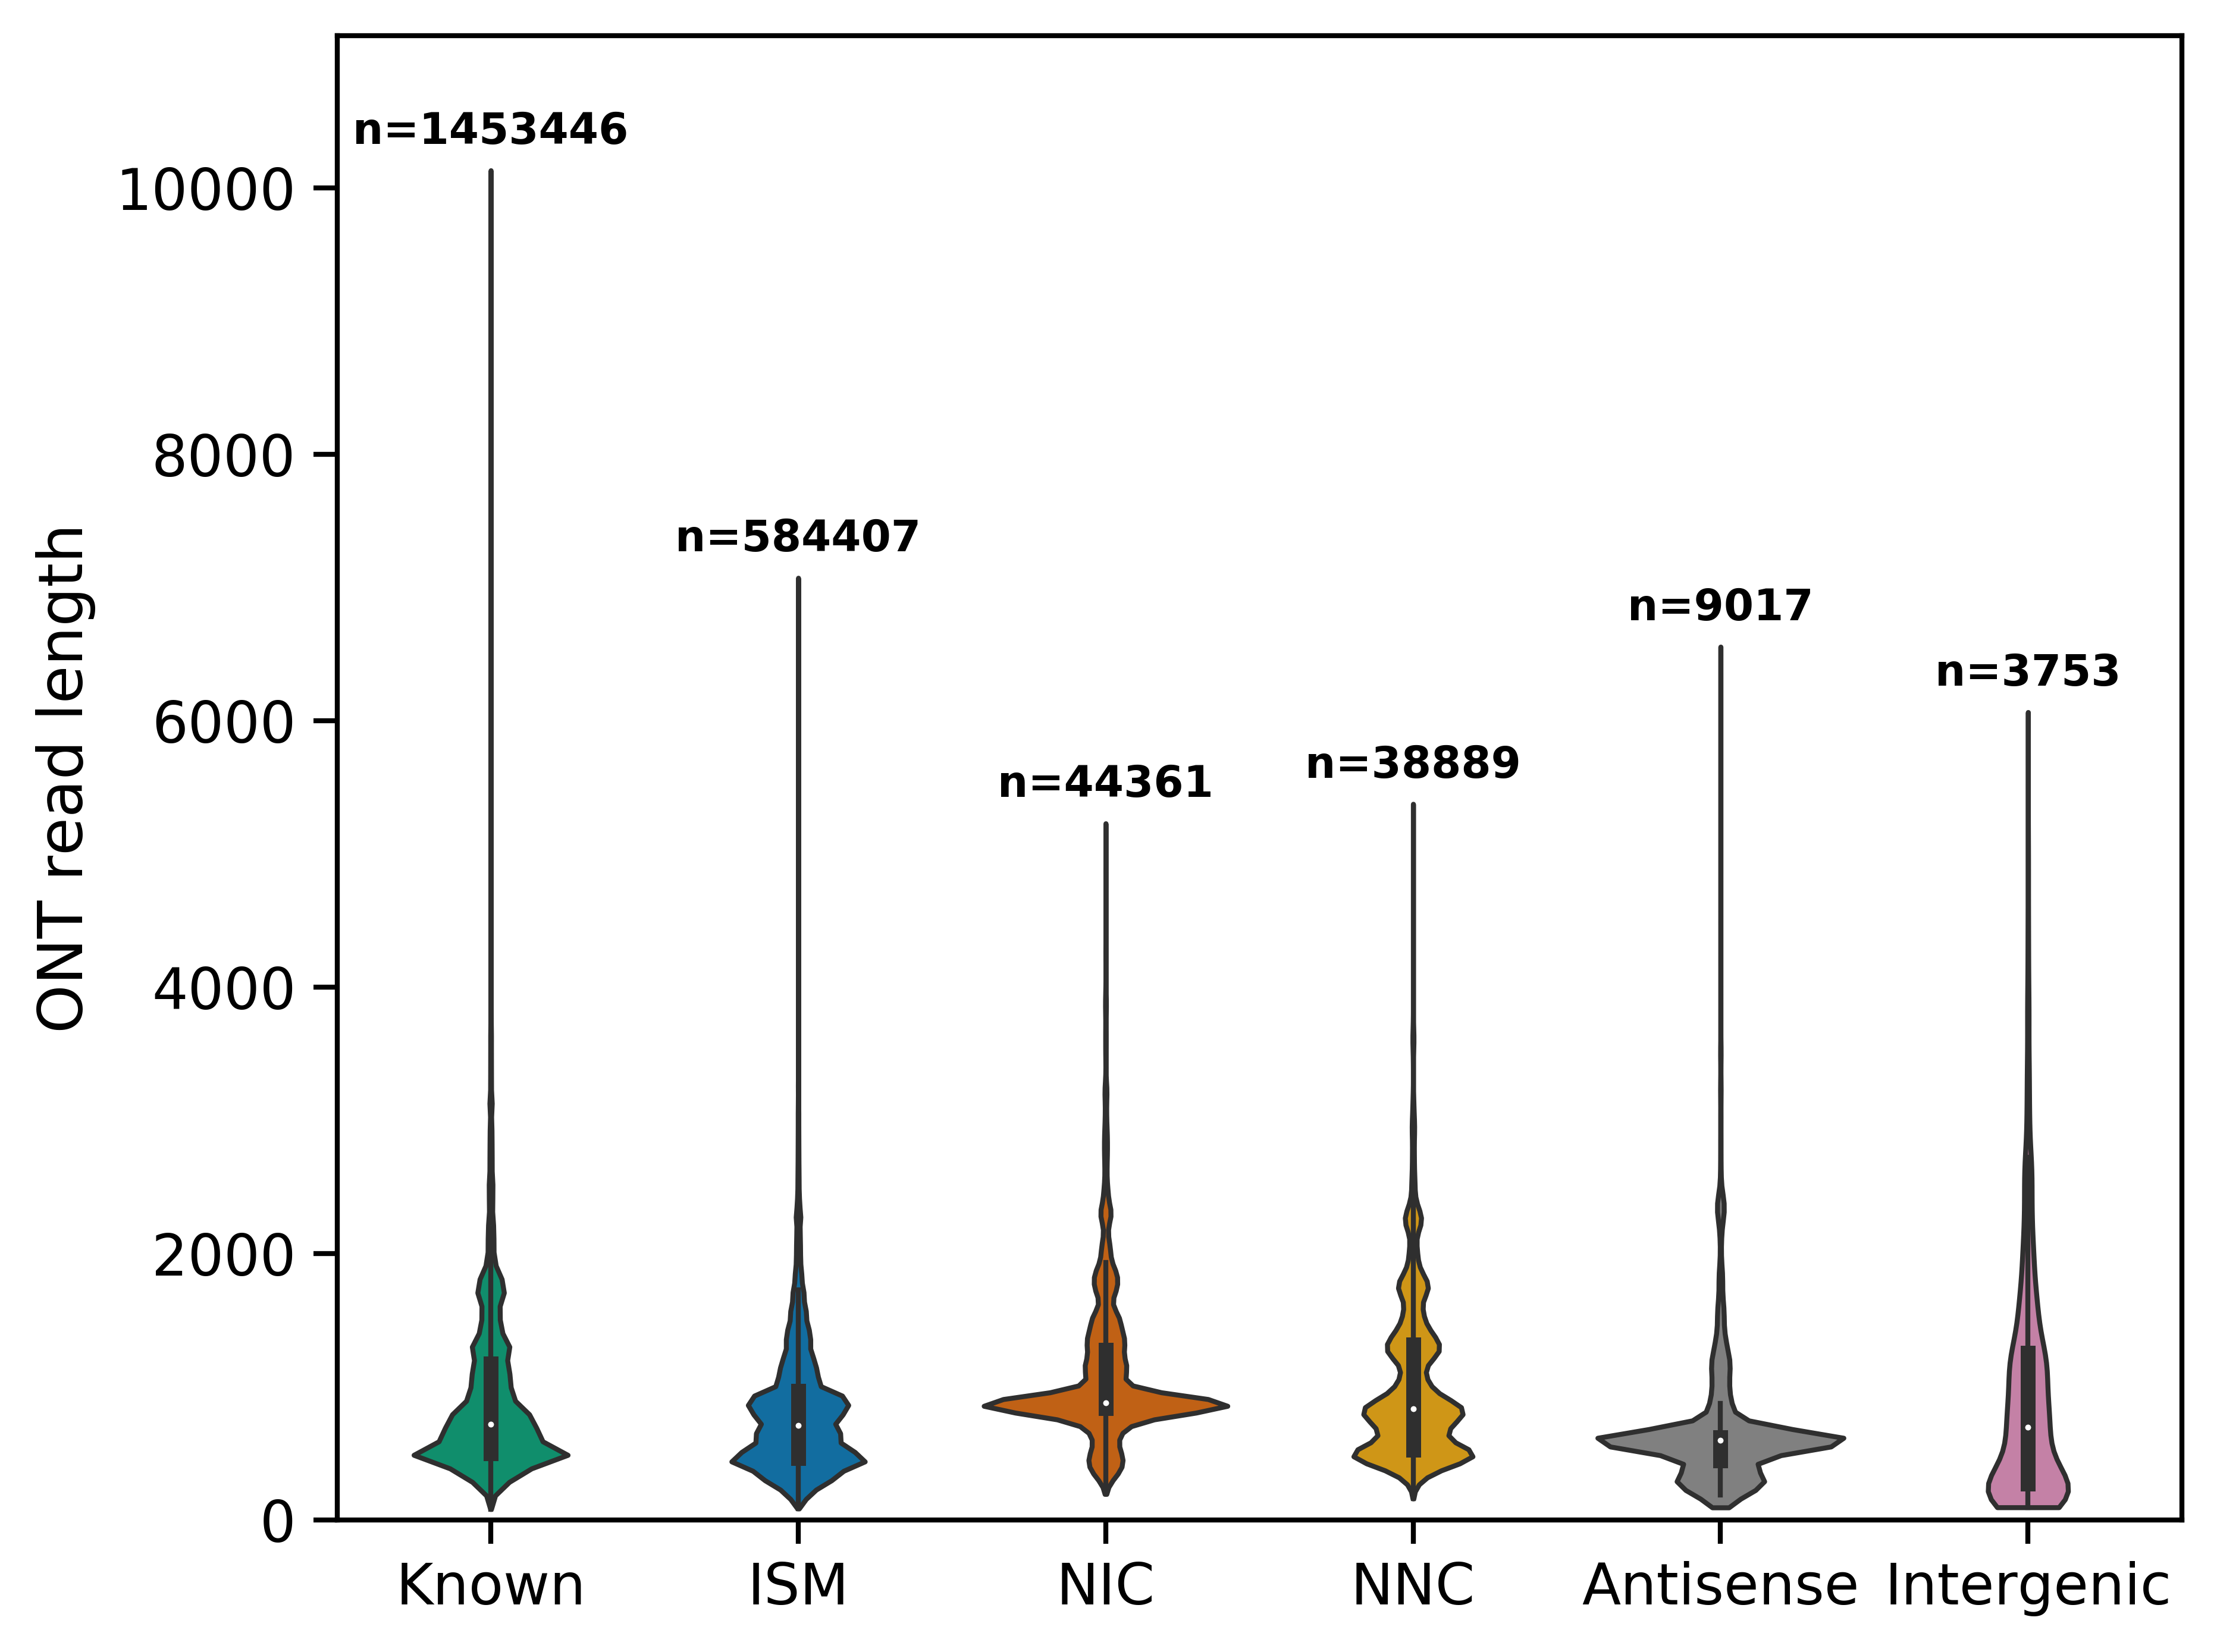 n=1453446
10000
8000
n=584407
n=9017
n=3753
6000
n=38889
n=44361
ONT read length
4000
2000
0
Known ISM NIC NNC Antisense Intergenic